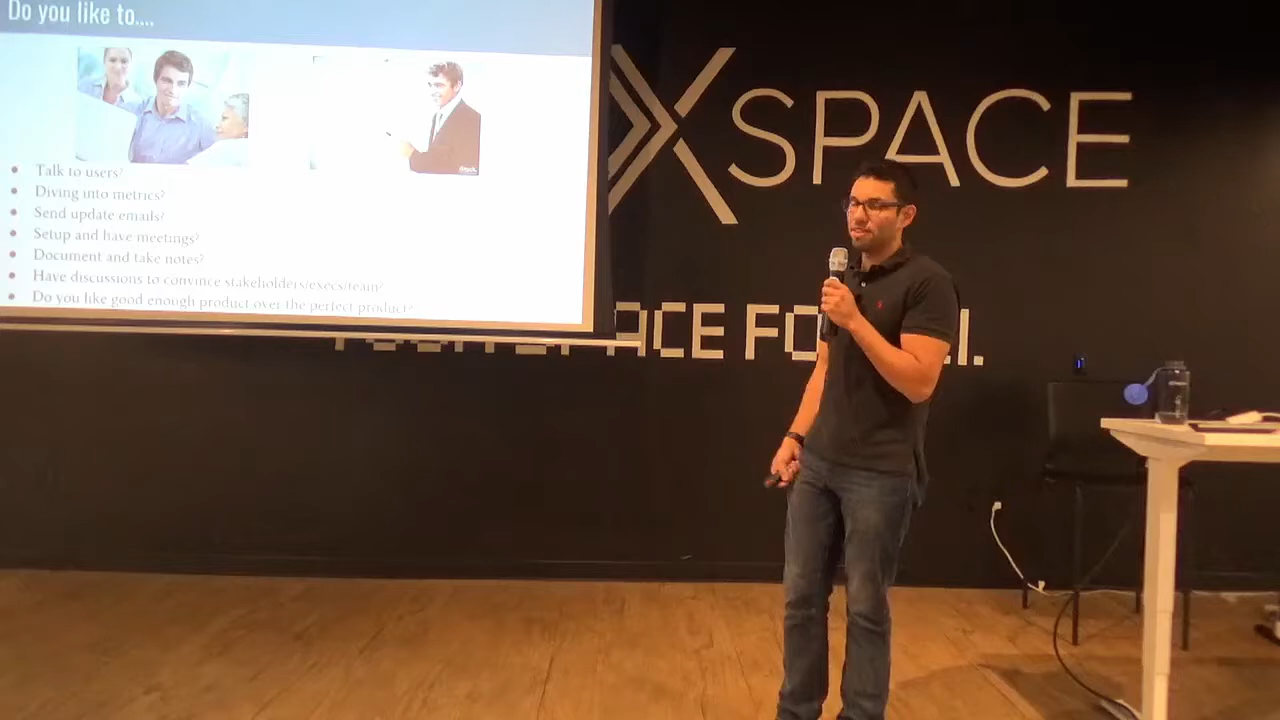 Do you like to....
• Talk to users?
• Diving into metrics?
• Send update emails?
• Setup and have meetings?
• Document and take notes?
• Have discussions to convince stakeholders/execs/team?
• Do you like good enough product over the perfect product?
XSPACE
SPACE FO